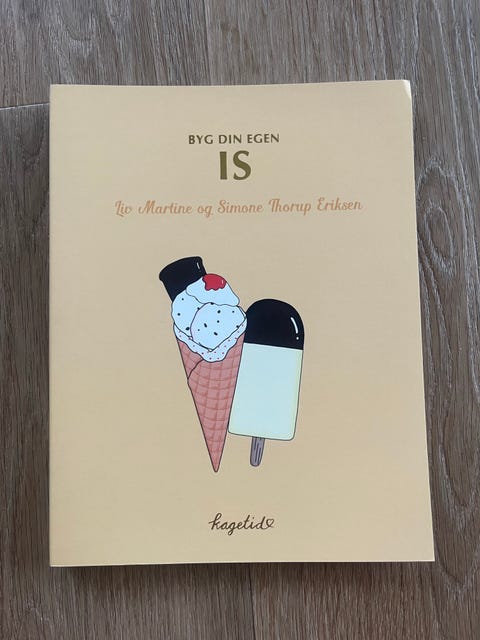 BYG DIN EGEN
IS
Liv Martine og Simone Thorup Eriksen
kagetid